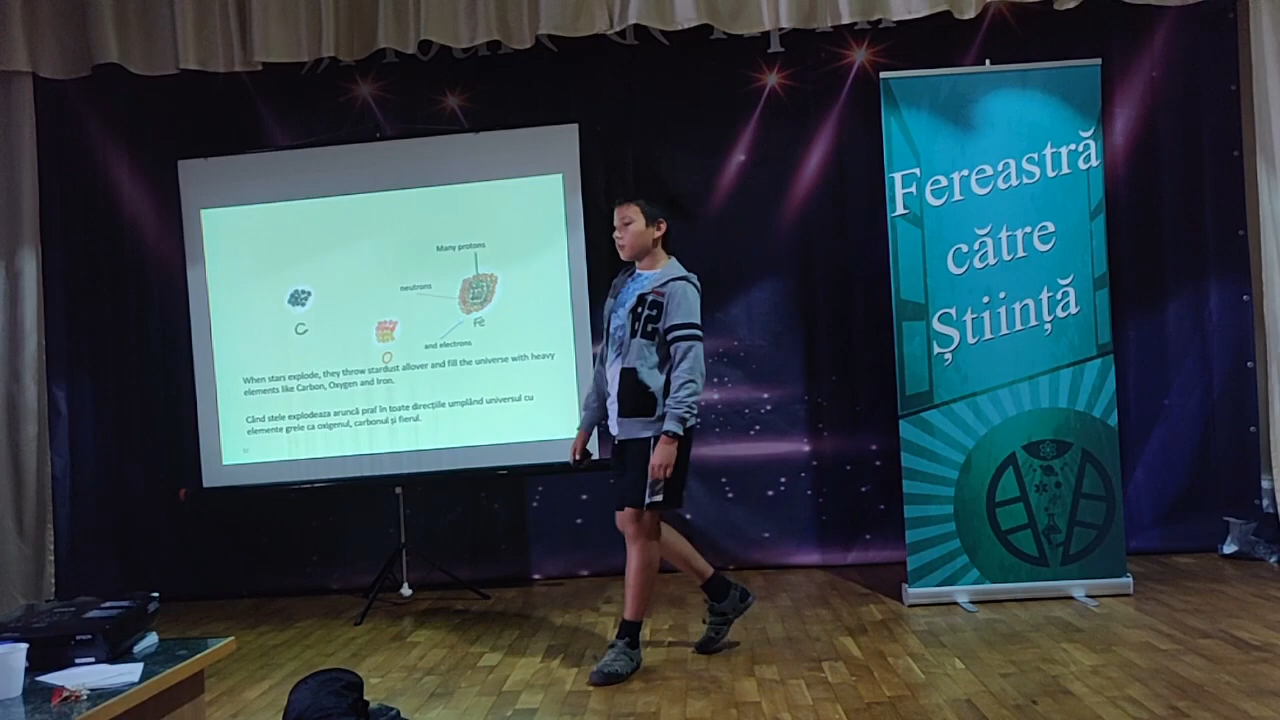 Many protons
neutrons
C
Fe
O
and electrons
When stars explode, they throw stardust allover and fill the universe with heavy
elements like Carbon, Oxygen and Iron.
Când stele explodeaza aruncă praf în toate direcțiile umplând universul cu
elemente grele ca oxigenul, carbonul și fierul.
82
Fereastră
către
Știință